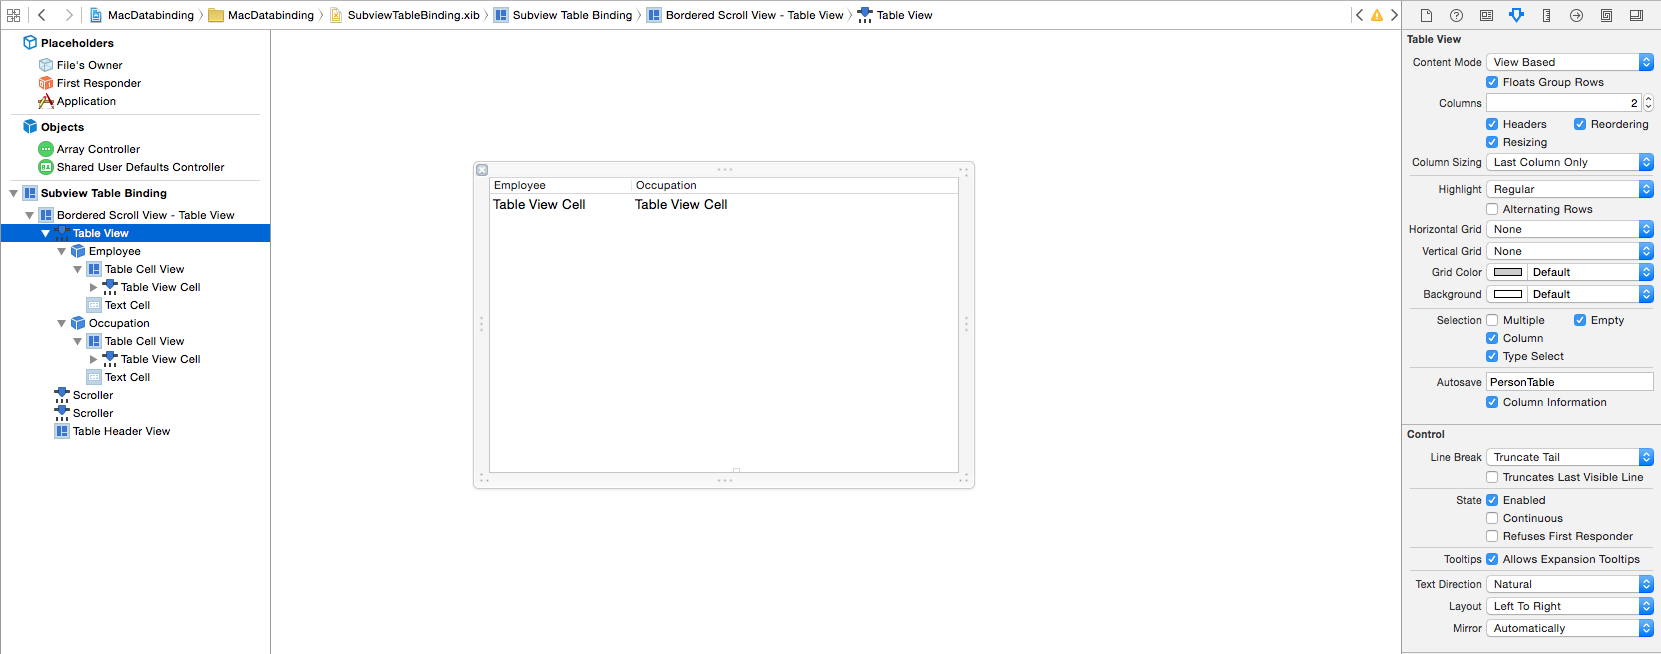 MacDatabinding MacDatabinding SubviewTableBinding.xib Subview Table Binding Bordered Scroll View - Table View Table View
Placeholders
File's Owner
First Responder
Application
Objects
Array Controller
Shared User Defaults Controller
Subview Table Binding
Bordered Scroll View - Table View
Table View
Employee
Table Cell View
Table View Cell
Text Cell
Occupation
Table Cell View
Table View Cell
Text Cell
Scroller
Scroller
Table Header View
Employee Occupation
Table View Cell Table View Cell
Table View
Content Mode View Based
Floats Group Rows
Columns 2
Headers Reordering
Resizing
Column Sizing Last Column Only
Highlight Regular
Alternating Rows
Horizontal Grid None
Vertical Grid None
Grid Color Default
Background Default
Selection Multiple Empty
Column
Type Select
Autosave PersonTable
Column Information
Control
Line Break Truncate Tail
Truncates Last Visible Line
State Enabled
Continuous
Refuses First Responder
Tooltips Allows Expansion Tooltips
Text Direction Natural
Layout Left To Right
Mirror Automatically